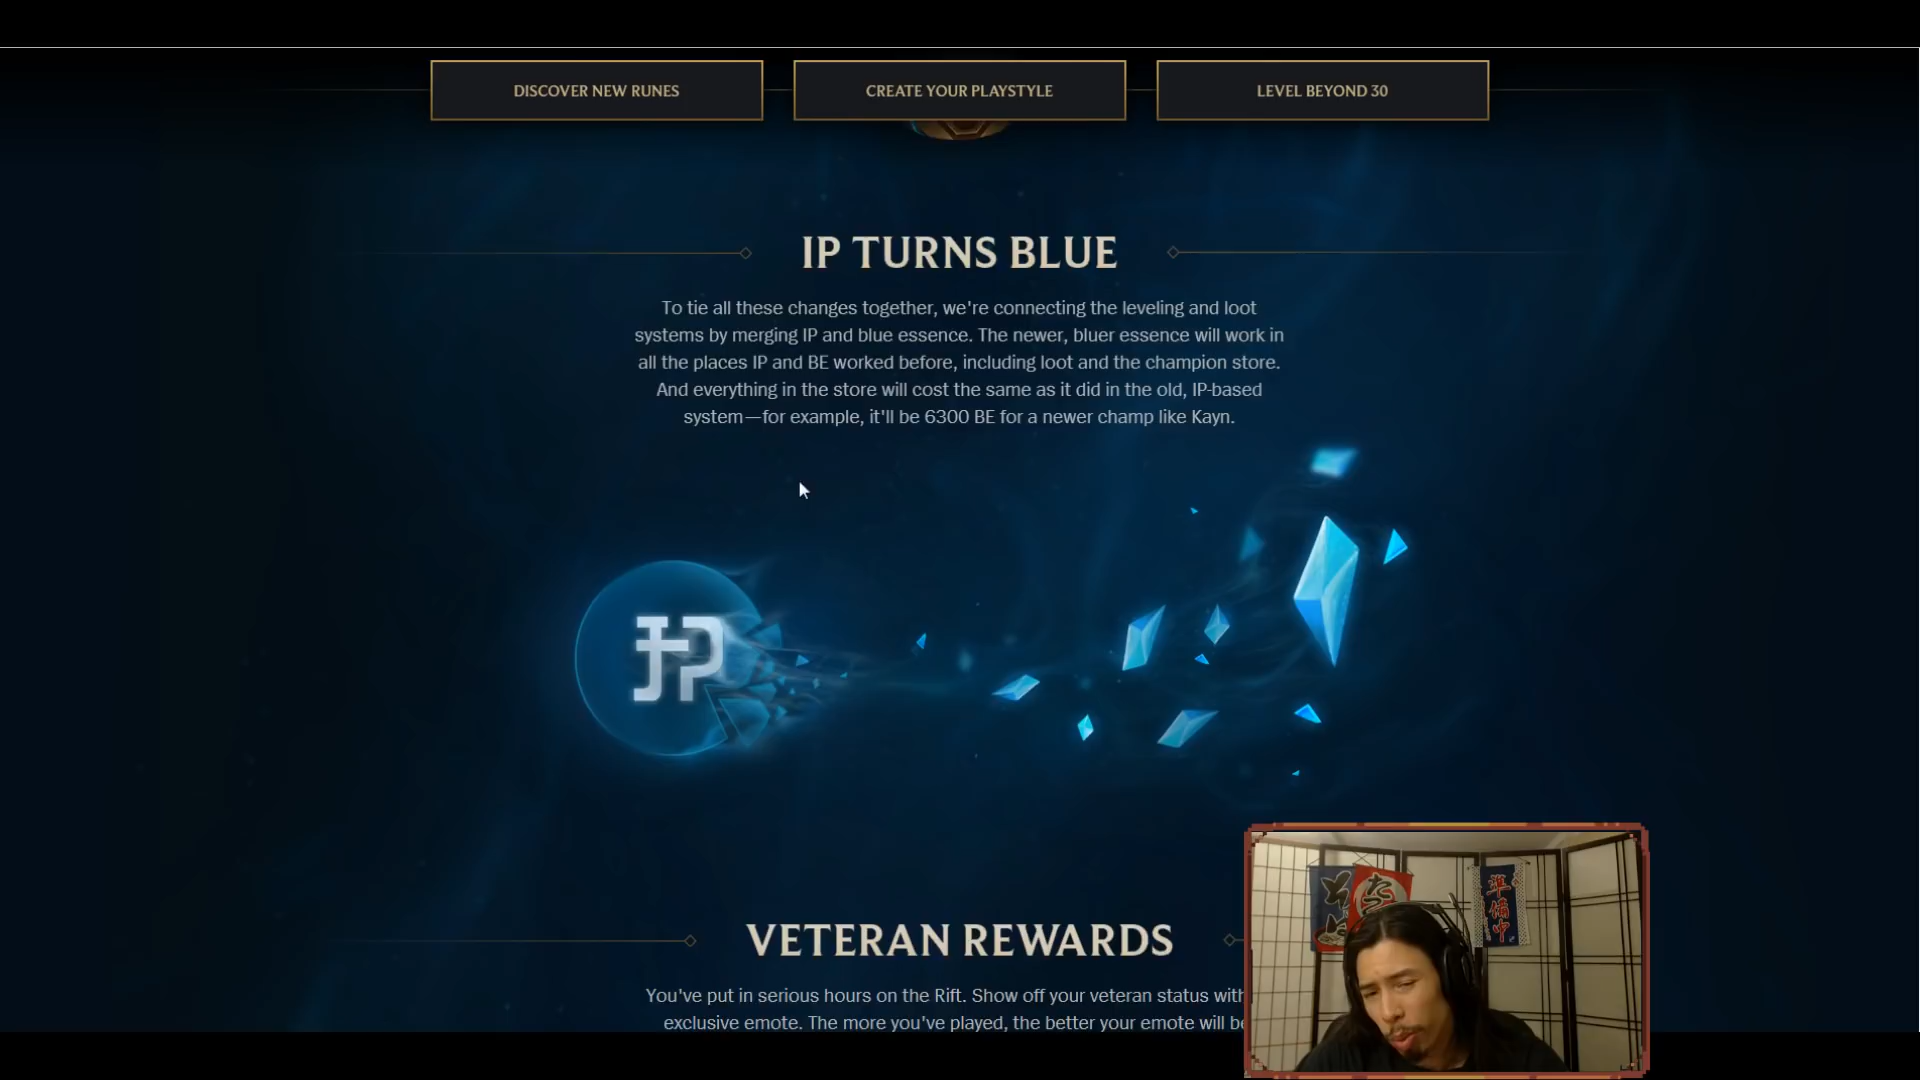 DISCOVER NEW RUNES
CREATE YOUR PLAYSTYLE
LEVEL BEYOND 30
IP TURNS BLUE
To tie all these changes together, we're connecting the leveling and loot
systems by merging IP and blue essence. The newer, bluer essence will work in
all the places IP and BE worked before, including loot and the champion store.
And everything in the store will cost the same as it did in the old, IP-based
system—for example, it'll be 6300 BE for a newer champ like Kayn.
IP
VETERAN REWARDS
You've put in serious hours on the Rift. Show off your veteran status with
exclusive emote. The more you've played, the better your emote will be
準備中